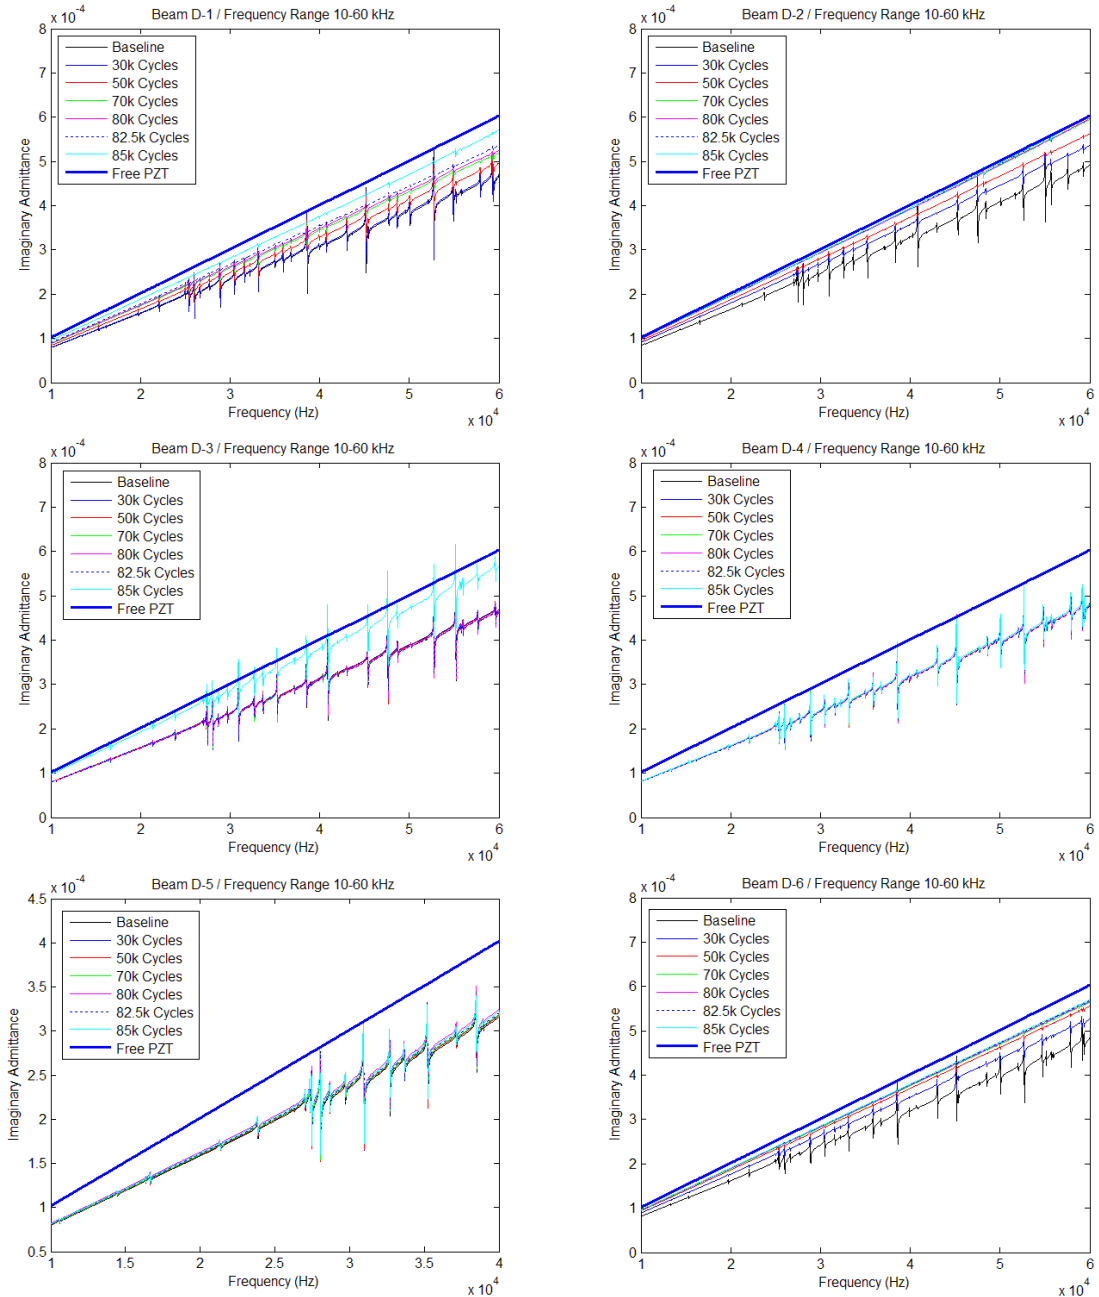 Beam D-1 / Frequency Range 10-60 kHz
x 10^-4
8
7
6
5
4
3
2
1
0
Imaginary Admittance
Baseline
30k Cycles
50k Cycles
70k Cycles
80k Cycles
82.5k Cycles
85k Cycles
Free PZT
1 2 3 4 5 6
Frequency (Hz)
x 10^4
Beam D-2 / Frequency Range 10-60 kHz
x 10^-4
8
7
6
5
4
3
2
1
0
Imaginary Admittance
Baseline
30k Cycles
50k Cycles
70k Cycles
80k Cycles
82.5k Cycles
85k Cycles
Free PZT
1 2 3 4 5 6
Frequency (Hz)
x 10^4
Beam D-3 / Frequency Range 10-60 kHz
x 10^-4
8
7
6
5
4
3
2
1
0
Imaginary Admittance
Baseline
30k Cycles
50k Cycles
70k Cycles
80k Cycles
82.5k Cycles
85k Cycles
Free PZT
1 2 3 4 5 6
Frequency (Hz)
x 10^4
Beam D-4 / Frequency Range 10-60 kHz
x 10^-4
8
7
6
5
4
3
2
1
0
Imaginary Admittance
Baseline
30k Cycles
50k Cycles
70k Cycles
80k Cycles
82.5k Cycles
85k Cycles
Free PZT
1 2 3 4 5 6
Frequency (Hz)
x 10^4
Beam D-5 / Frequency Range 10-60 kHz
x 10^-4
4.5
4
3.5
3
2.5
2
1.5
1
0.5
Imaginary Admittance
Baseline
30k Cycles
50k Cycles
70k Cycles
80k Cycles
82.5k Cycles
85k Cycles
Free PZT
1 1.5 2 2.5 3 3.5 4
Frequency (Hz)
x 10^4
Beam D-6 / Frequency Range 10-60 kHz
x 10^-4
8
7
6
5
4
3
2
1
0
Imaginary Admittance
Baseline
30k Cycles
50k Cycles
70k Cycles
80k Cycles
82.5k Cycles
85k Cycles
Free PZT
1 2 3 4 5 6
Frequency (Hz)
x 10^4